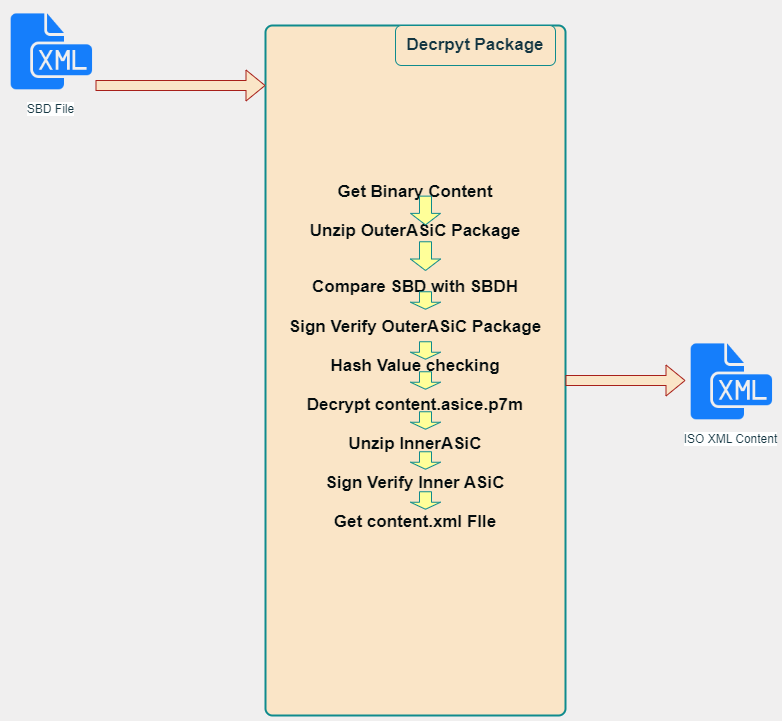 XML
SBD File
Decrpyt Package
Get Binary Content
Unzip OuterASiC Package
Compare SBD with SBDH
Sign Verify OuterASiC Package
Hash Value checking
Decrypt content.asice.p7m
Unzip InnerASiC
Sign Verify Inner ASiC
Get content.xml FIle
XML
ISO XML Content